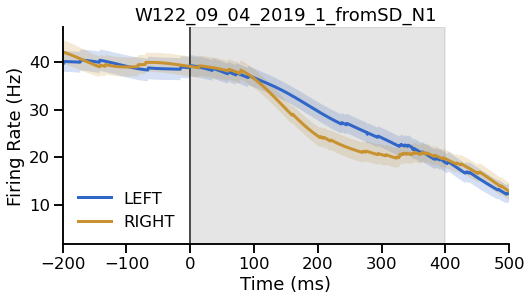 W122_09_04_2019_1_fromSD_N1
Firing Rate (Hz)
40
30
20
10
LEFT
RIGHT
−200 −100 0 100 200 300 400 500
Time (ms)